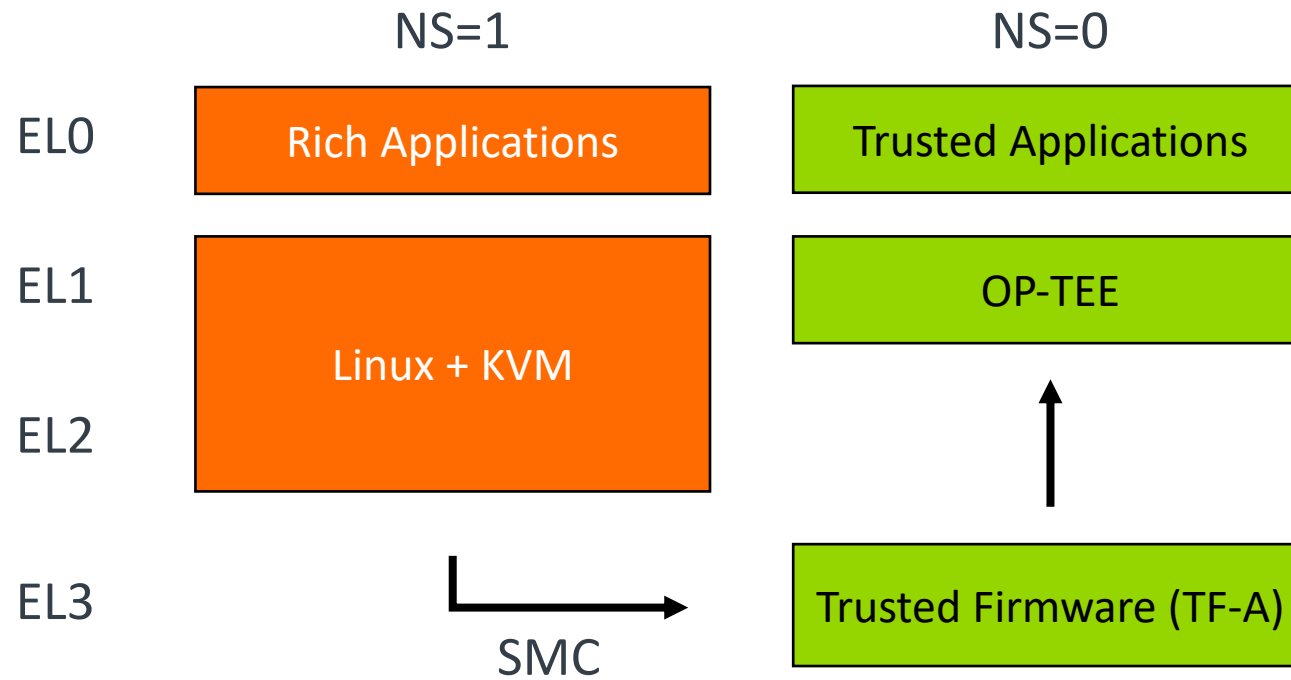 NS=1 NS=0
EL0 Rich Applications Trusted Applications
EL1 OP-TEE
Linux + KVM
EL2
EL3 Trusted Firmware (TF-A)
SMC